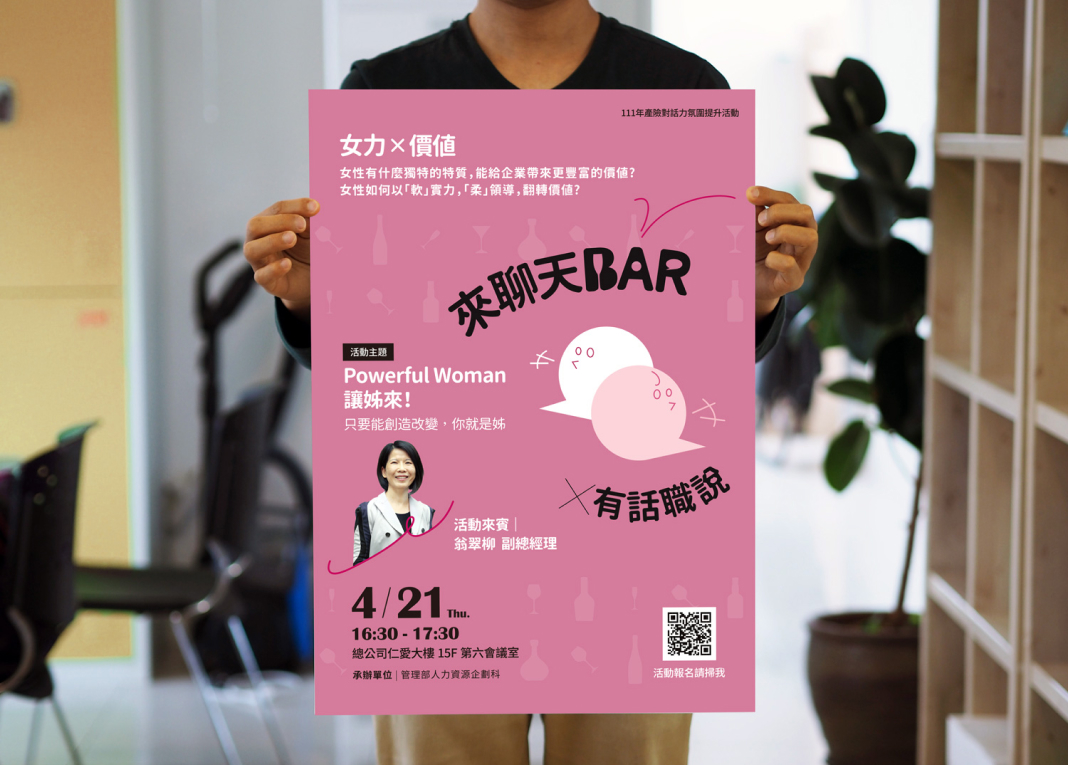 111年產險對話力氛圍提升活動
女力×價值
女性有什麼獨特的特質,能給企業帶來更豐富的價值?
女性如何以「軟」實力,「柔」領導,翻轉價值?
來聊天BAR
活動主題
Powerful Woman
讓姊來!
只要能創造改變,你就是姊
有話職說
活動來賓|
翁翠柳 副總經理
4/21 Thu.
16:30 - 17:30
總公司仁愛大樓 15F 第六會議室
承辦單位|管理部人力資源企劃科
活動報名請掃我